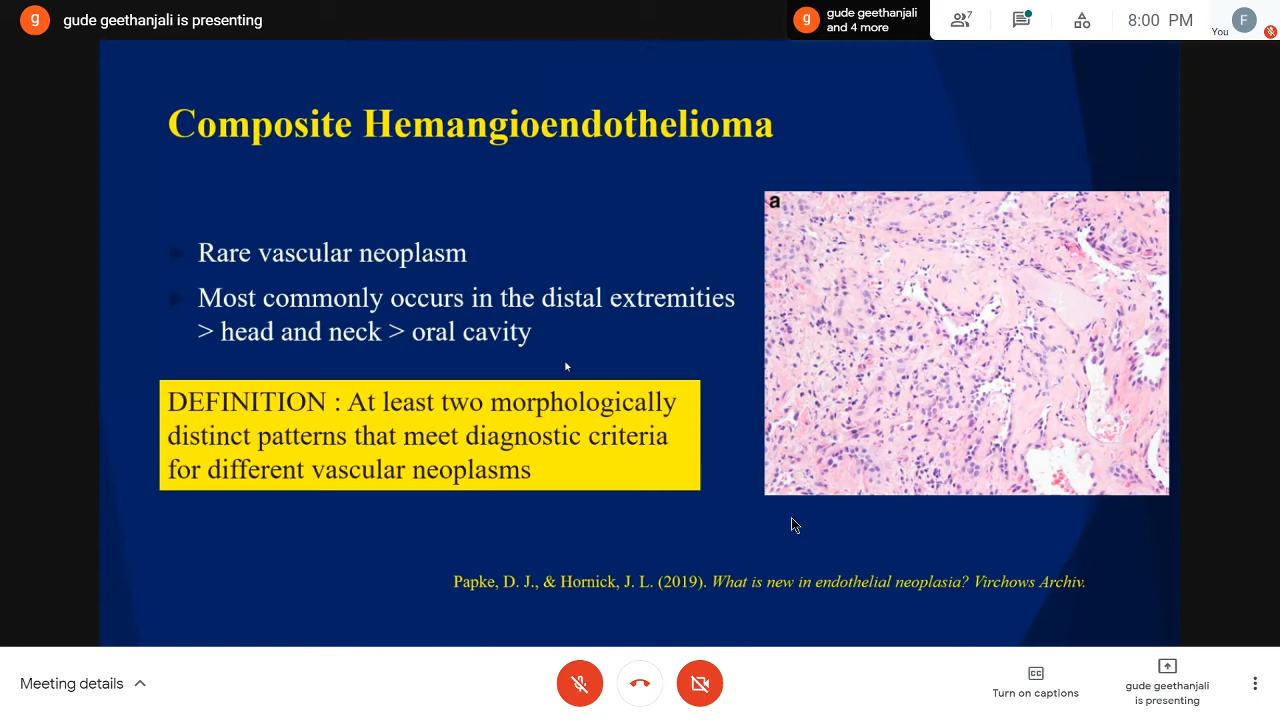 g
gude geethanjali is presenting
g
gude geethanjali
and 4 more
7
8:00 PM
You
F
Composite Hemangioendothelioma
Rare vascular neoplasm
Most commonly occurs in the distal extremities
> head and neck > oral cavity
DEFINITION : At least two morphologically
distinct patterns that meet diagnostic criteria
for different vascular neoplasms
a
Papke, D. J., & Hornick, J. L. (2019). What is new in endothelial neoplasia? Virchows Archiv.
Meeting details
CC
Turn on captions
gude geethanjali
is presenting